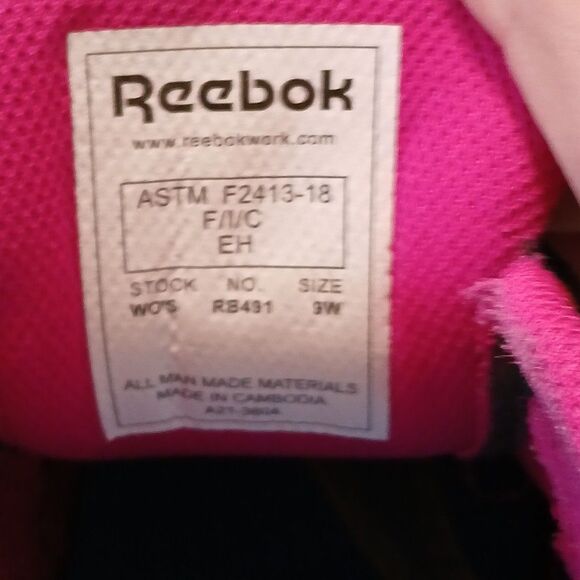 Reebok
www.reebokwork.com
ASTM F2413-18
F/I/C
EH
STOCK NO. SIZE
WO'S RB491 9W
ALL MAN MADE MATERIALS
MADE IN CAMBODIA